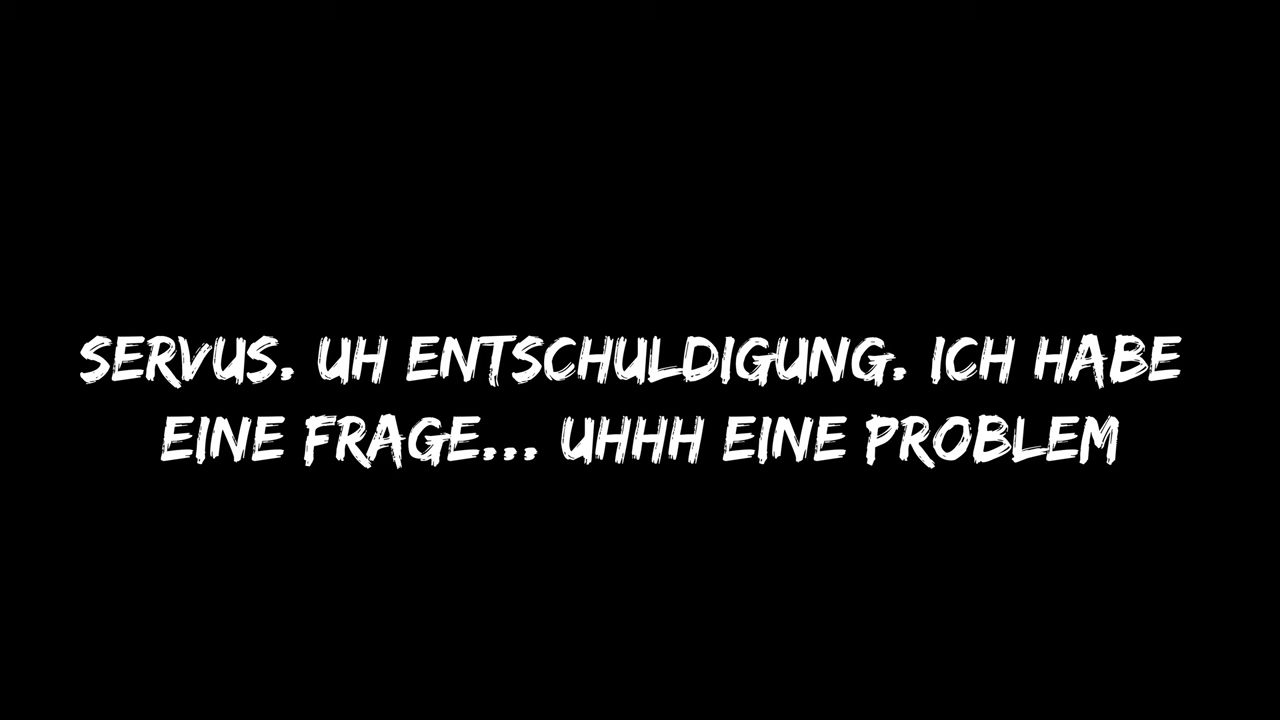 SERVUS. UH ENTSCHULDIGUNG. ICH HABE
EINE FRAGE... UHHH EINE PROBLEM